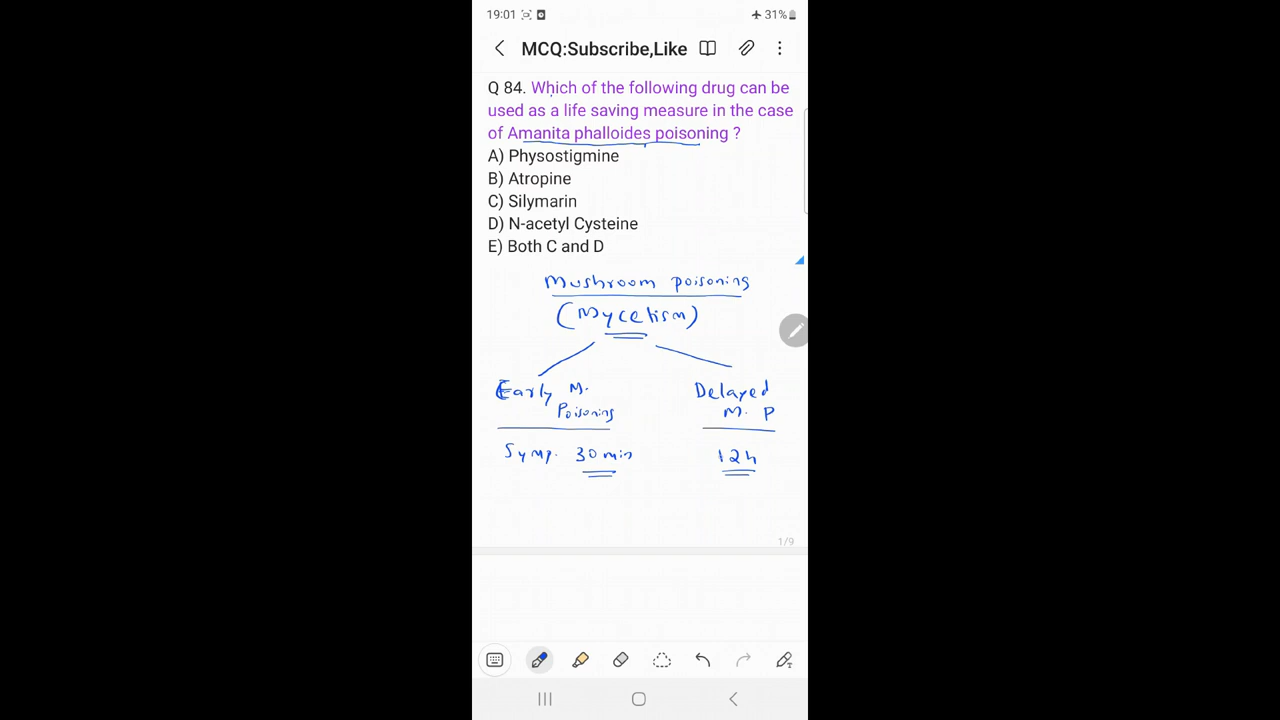 19:01 31%
MCQ:Subscribe,Like
Q 84. Which of the following drug can be
used as a life saving measure in the case
of Amanita phalloides poisoning ?
A) Physostigmine
B) Atropine
C) Silymarin
D) N-acetyl Cysteine
E) Both C and D
Mushroom poisoning
(Mycetism)
Early M.
Poisoning
Symp. 30 min
Delayed
M. P
12h
1/9